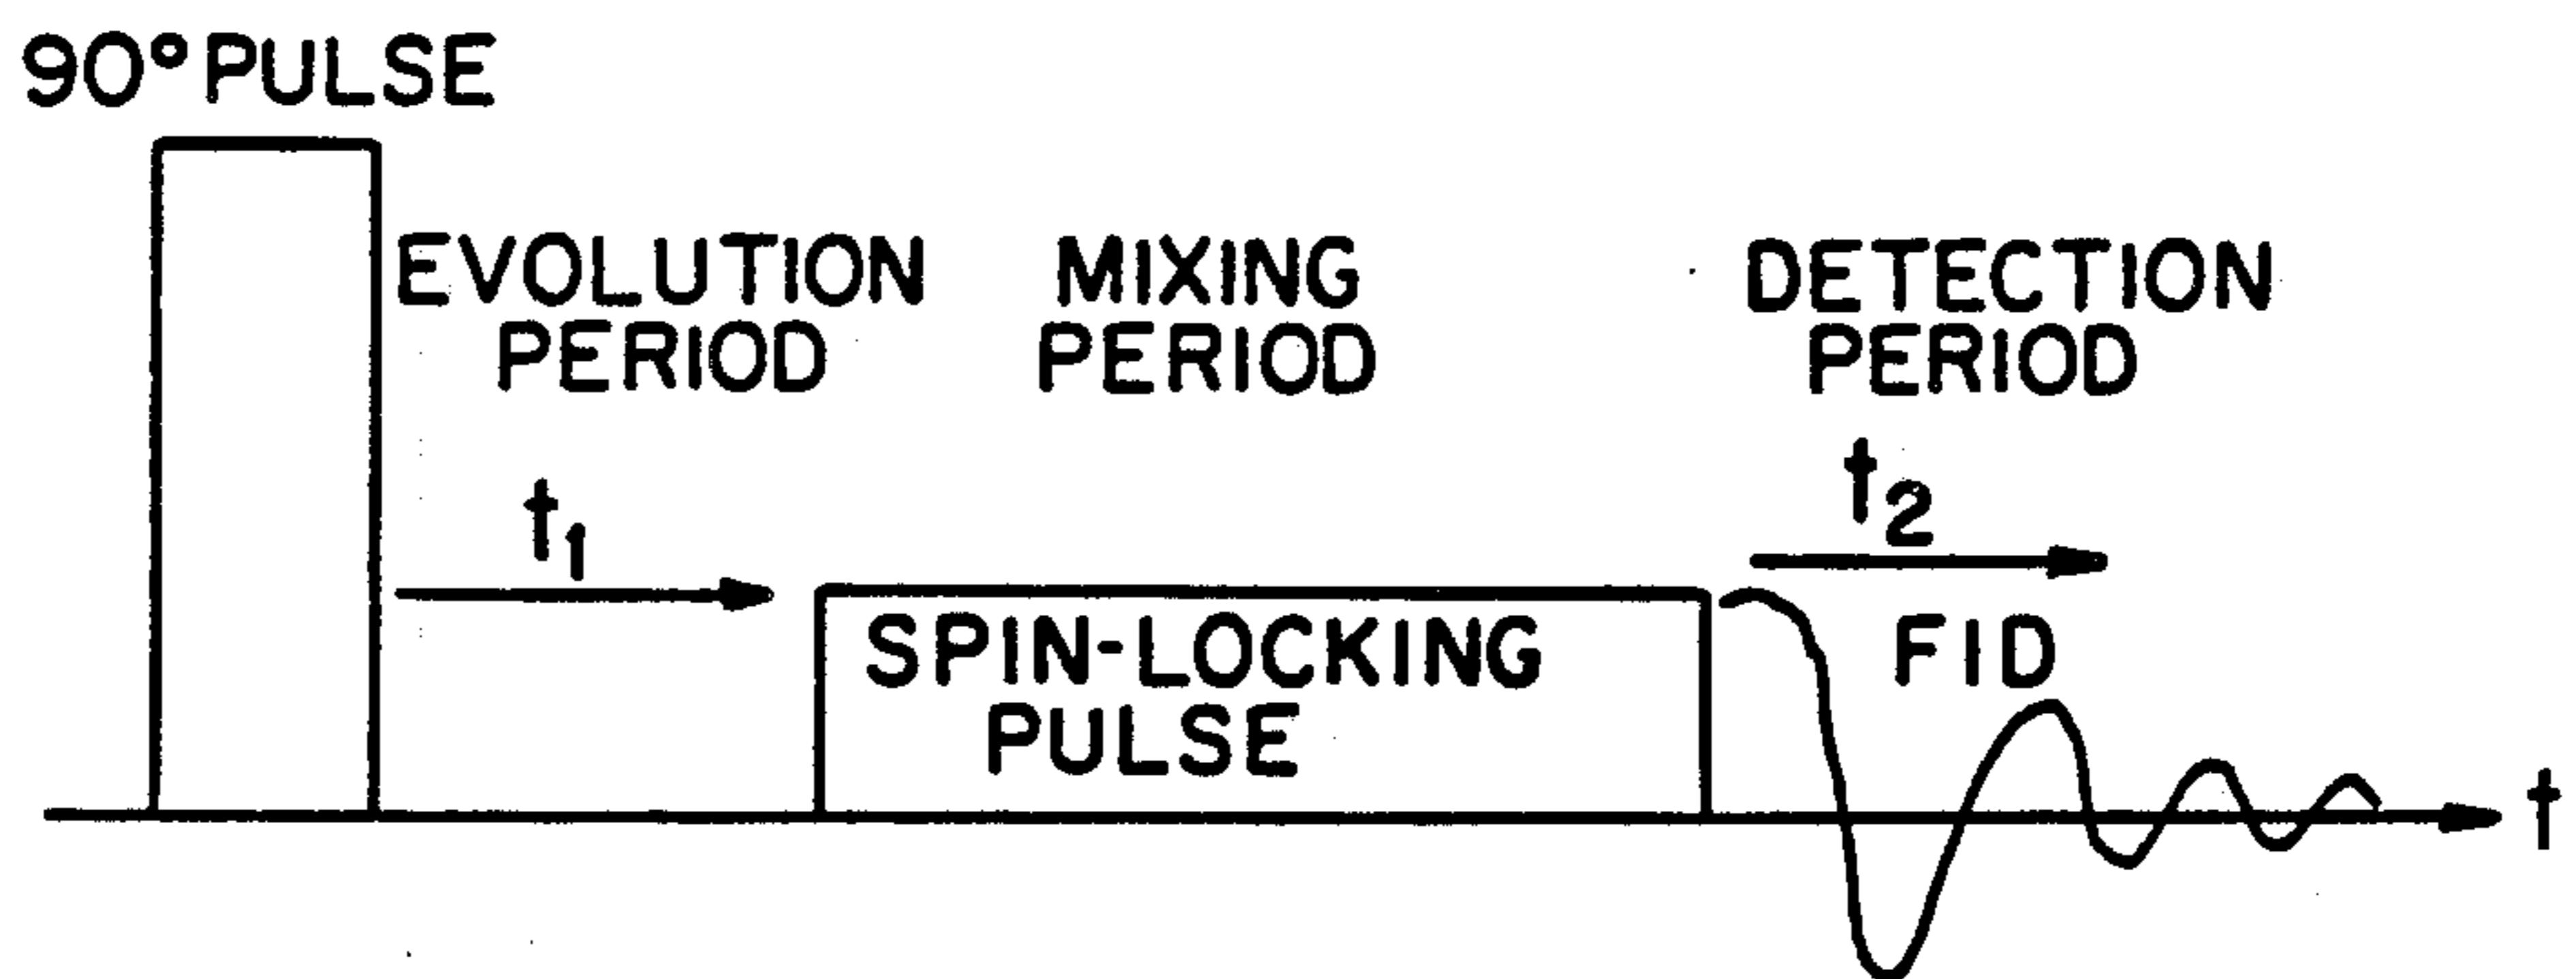 90° PULSE
EVOLUTION
PERIOD
MIXING
PERIOD
DETECTION
PERIOD
t1
t2
SPIN-LOCKING
PULSE
FID
t